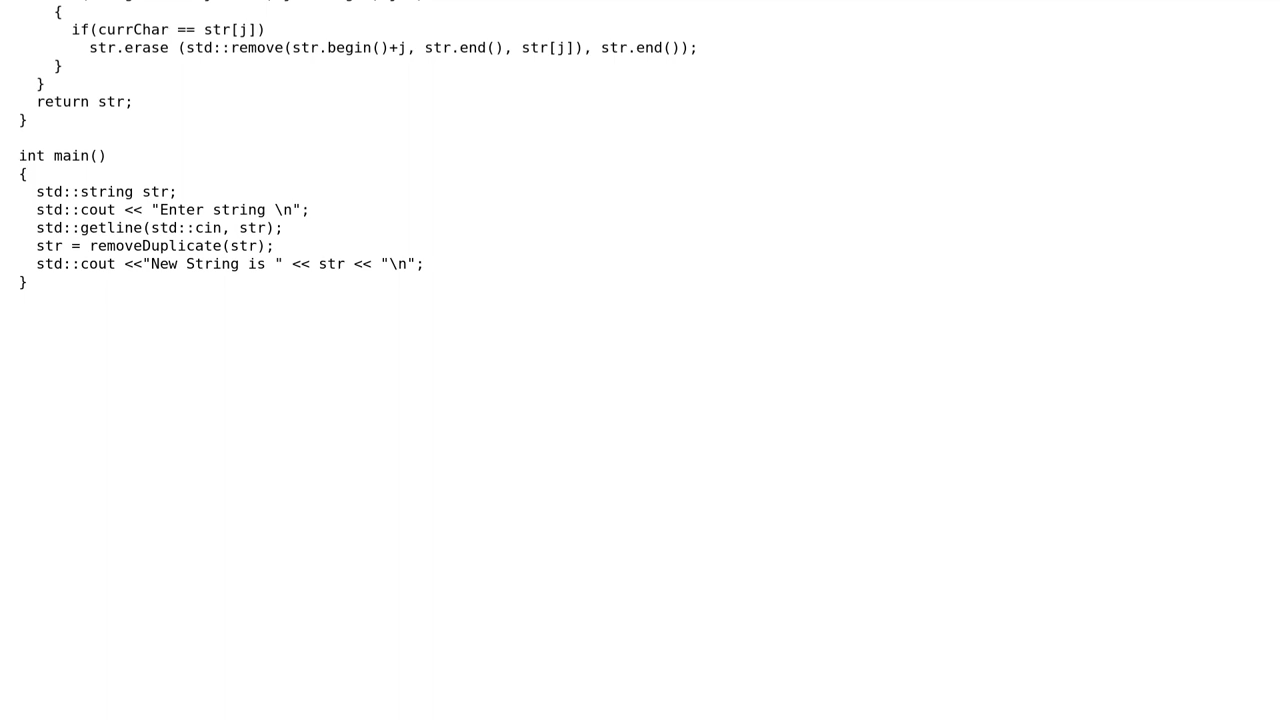 {
if(currChar == str[j])
str.erase (std::remove(str.begin()+j, str.end(), str[j]), str.end());
}
}
return str;
}
int main()
{
std::string str;
std::cout << "Enter string \n";
std::getline(std::cin, str);
str = removeDuplicate(str);
std::cout <<"New String is " << str << "\n";
}